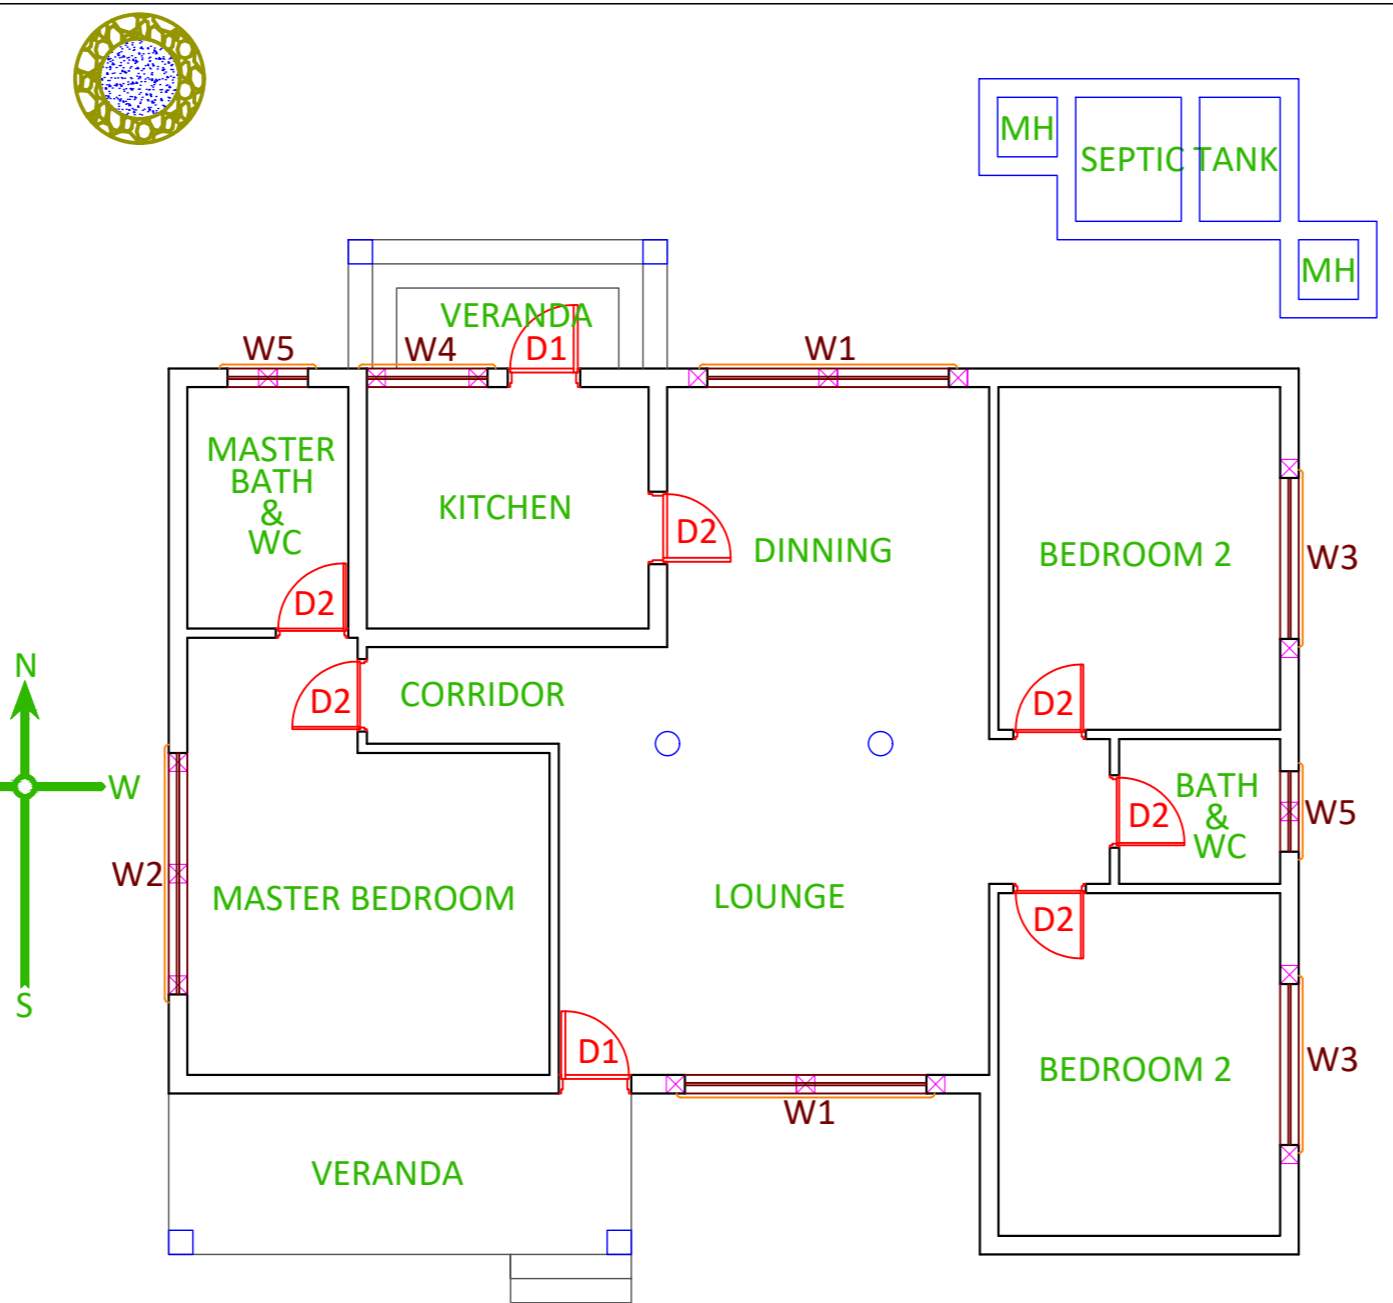 MH
SEPTIC TANK
MH
VERANDA
W5
W4
D1
W1
MASTER
BATH
&
WC
KITCHEN
D2
DINNING
BEDROOM 2
W3
D2
N
D2
CORRIDOR
D2
W
BATH
&
WC
D2
W5
W2
MASTER BEDROOM
LOUNGE
D2
S
D1
BEDROOM 2
W3
W1
VERANDA